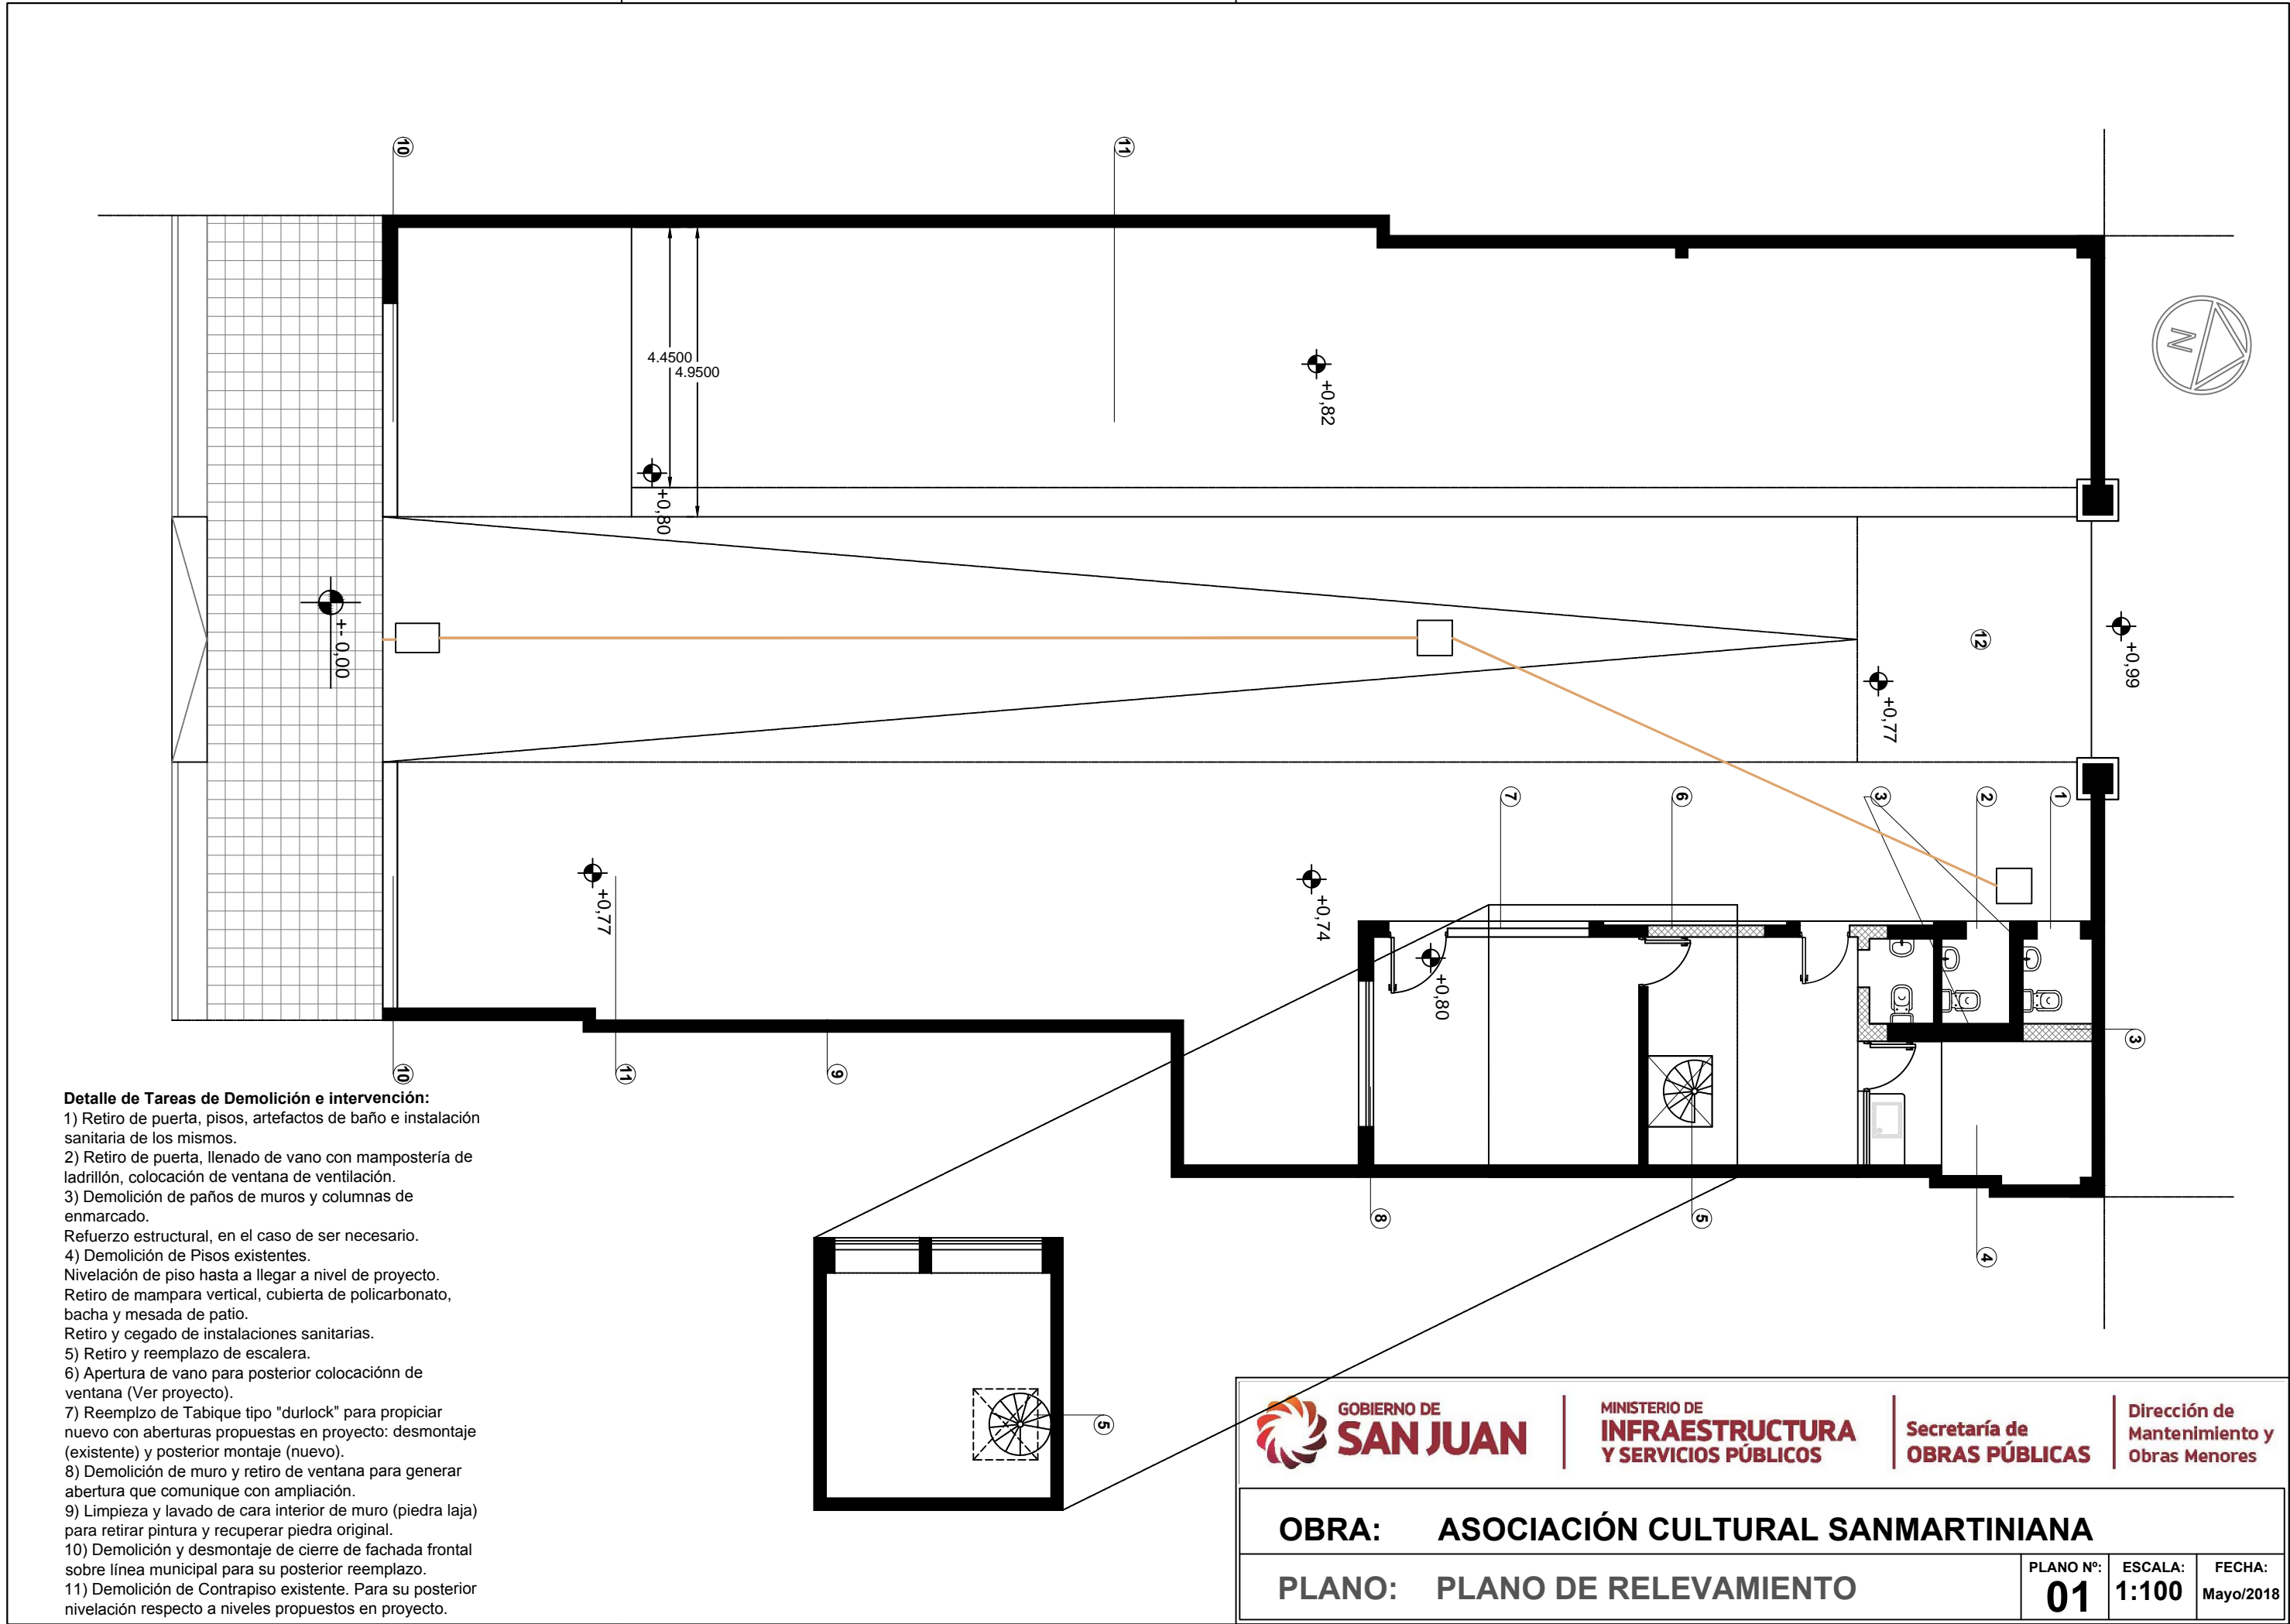 10
11
4.4500
4.9500
+0,82
N
+0,80
+- 0,00
12
+0,99
+0,77
7
6
3
2
1
+0,77
+0,74
+0,80
3
10
11
9
8
5
4
5
Detalle de Tareas de Demolición e intervención:
1) Retiro de puerta, pisos, artefactos de baño e instalación
sanitaria de los mismos.
2) Retiro de puerta, llenado de vano con mampostería de
ladrillón, colocación de ventana de ventilación.
3) Demolición de paños de muros y columnas de
enmarcado.
Refuerzo estructural, en el caso de ser necesario.
4) Demolición de Pisos existentes.
Nivelación de piso hasta a llegar a nivel de proyecto.
Retiro de mampara vertical, cubierta de policarbonato,
bacha y mesada de patio.
Retiro y cegado de instalaciones sanitarias.
5) Retiro y reemplazo de escalera.
6) Apertura de vano para posterior colocaciónn de
ventana (Ver proyecto).
7) Reemplzo de Tabique tipo "durlock" para propiciar
nuevo con aberturas propuestas en proyecto: desmontaje
(existente) y posterior montaje (nuevo).
8) Demolición de muro y retiro de ventana para generar
abertura que comunique con ampliación.
9) Limpieza y lavado de cara interior de muro (piedra laja)
para retirar pintura y recuperar piedra original.
10) Demolición y desmontaje de cierre de fachada frontal
sobre línea municipal para su posterior reemplazo.
11) Demolición de Contrapiso existente. Para su posterior
nivelación respecto a niveles propuestos en proyecto.
GOBIERNO DE
SAN JUAN
MINISTERIO DE
INFRAESTRUCTURA
Y SERVICIOS PÚBLICOS
Secretaría de
OBRAS PÚBLICAS
Dirección de
Mantenimiento y
Obras Menores
OBRA: ASOCIACIÓN CULTURAL SANMARTINIANA
PLANO: PLANO DE RELEVAMIENTO
PLANO Nº:
01
ESCALA:
1:100
FECHA:
Mayo/2018